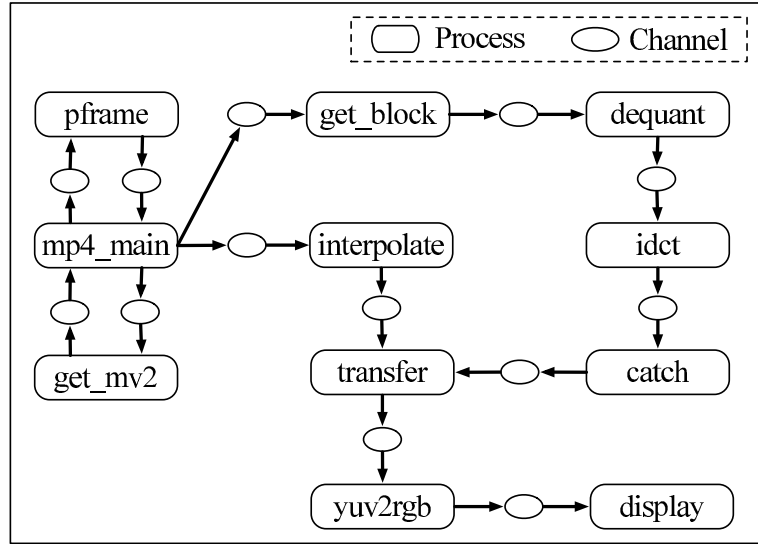 Process Channel
pframe get_block dequant
mp4_main interpolate idct
get_mv2 transfer catch
yuv2rgb display